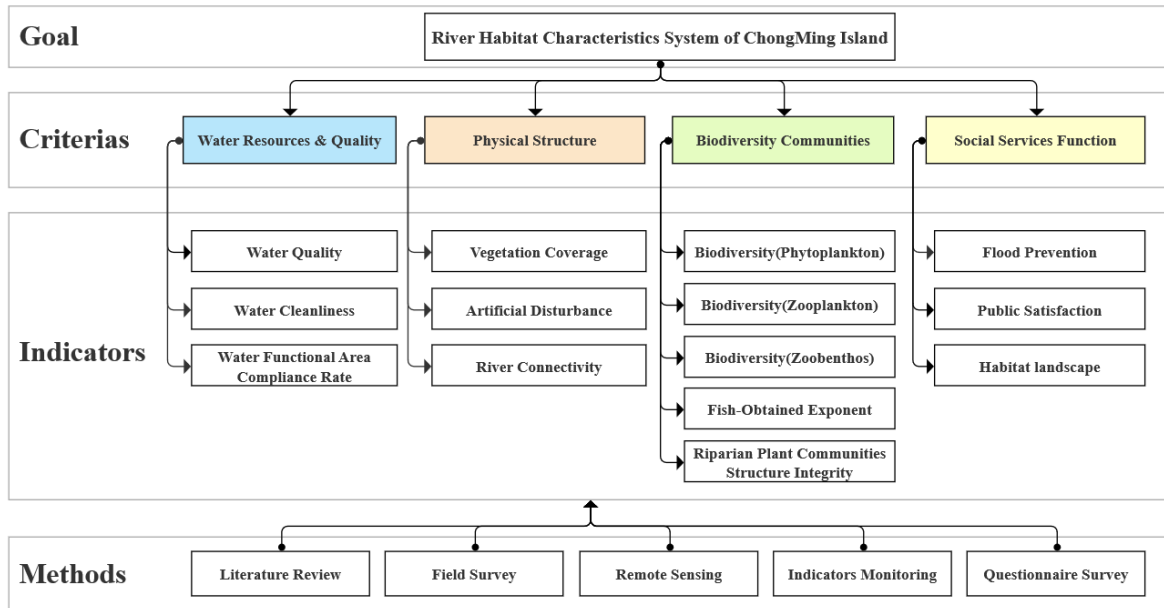 Goal
River Habitat Characteristics System of ChongMing Island
Criterias
Water Resources & Quality
Physical Structure
Biodiversity Communities
Social Services Function
Indicators
Water Quality
Water Cleanliness
Water Functional Area
Compliance Rate
Vegetation Coverage
Artificial Disturbance
River Connectivity
Biodiversity(Phytoplankton)
Biodiversity(Zooplankton)
Biodiversity(Zoobenthos)
Fish-Obtained Exponent
Riparian Plant Communities
Structure Integrity
Flood Prevention
Public Satisfaction
Habitat landscape
Methods
Literature Review
Field Survey
Remote Sensing
Indicators Monitoring
Questionnaire Survey